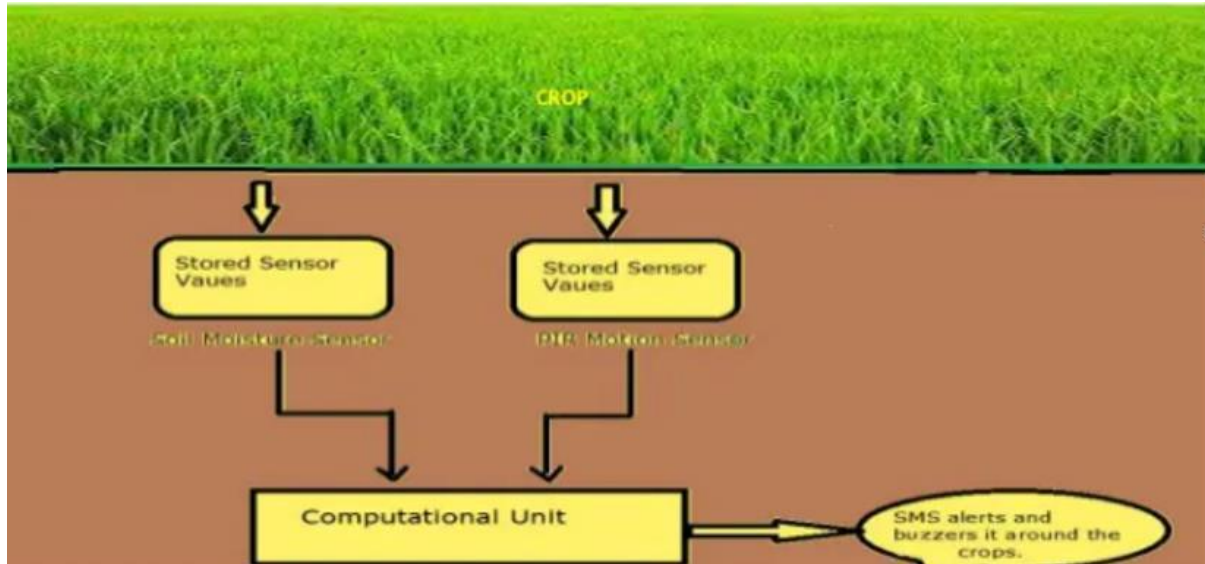 CROP
Stored Sensor
Vaues
Stored Sensor
Vaues
Soil Moisture Sensor
PIR Motion Sensor
Computational Unit
SMS alerts and
buzzers it around the
crops.